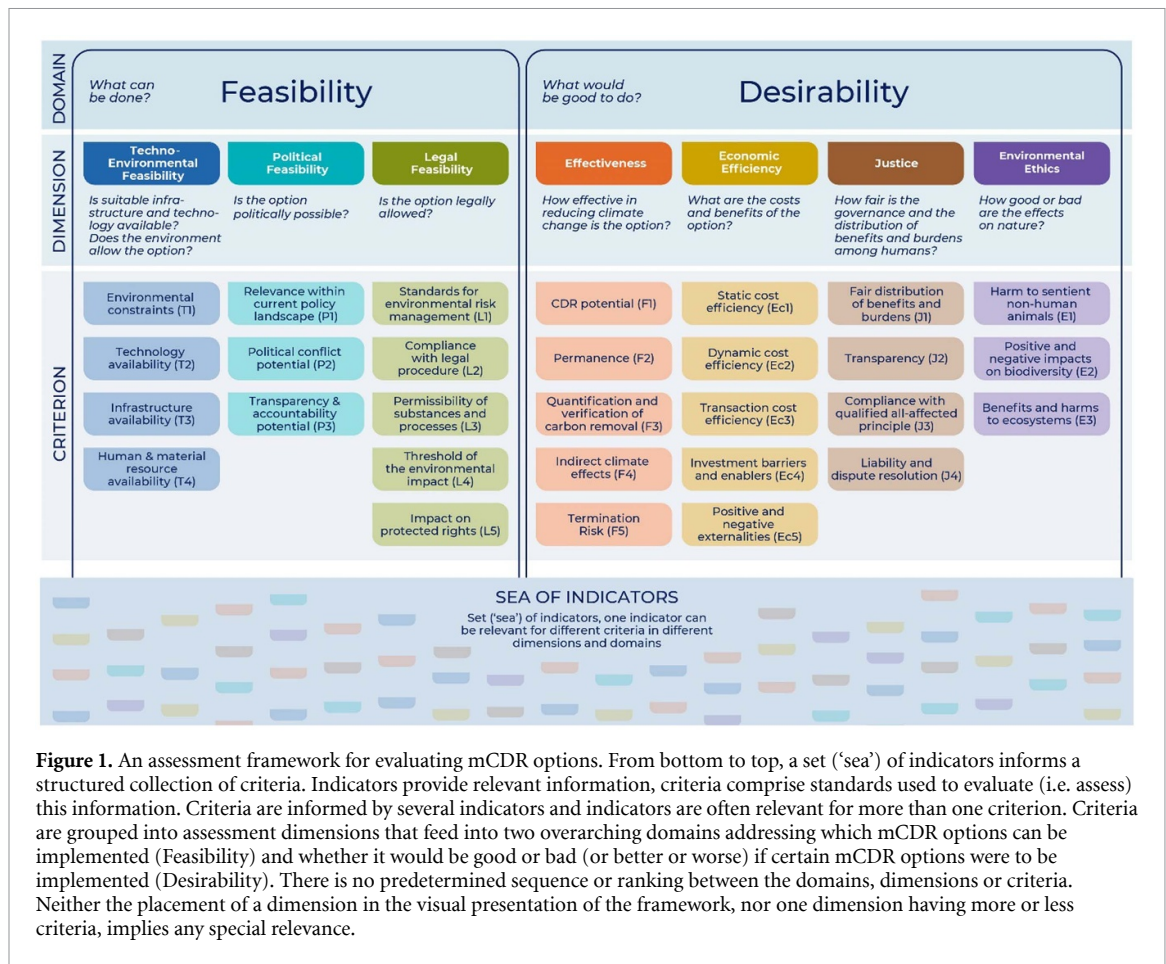 DOMAIN
What can
be done?
Feasibility
What would
be good to do?
Desirability
DIMENSION
Techno-
Environmental
Feasibility
Is suitable infra-
structure and techno-
logy available?
Does the environment
allow the option?
Political
Feasibility
Is the option
politically possible?
Legal
Feasibility
Is the option legally
allowed?
Effectiveness
How effective in
reducing climate
change is the option?
Economic
Efficiency
What are the costs
and benefits of the
option?
Justice
How fair is the
governance and the
distribution of
benefits and burdens
among humans?
Environmental
Ethics
How good or bad
are the effects
on nature?
CRITERION
Environmental
constraints (T1)
Technology
availability (T2)
Infrastructure
availability (T3)
Human & material
resource
availability (T4)
Relevance within
current policy
landscape (P1)
Political conflict
potential (P2)
Transparency &
accountability
potential (P3)
Standards for
environmental risk
management (L1)
Compliance
with legal
procedure (L2)
Permissibility of
substances and
processes (L3)
Threshold of
the environmental
impact (L4)
Impact on
protected rights (L5)
CDR potential (F1)
Permanence (F2)
Quantification and
verification of
carbon removal (F3)
Indirect climate
effects (F4)
Termination
Risk (F5)
Static cost
efficiency (Ec1)
Dynamic cost
efficiency (Ec2)
Transaction cost
efficiency (Ec3)
Investment barriers
and enablers (Ec4)
Positive and
negative
externalities (Ec5)
Fair distribution
of benefits and
burdens (J1)
Transparency (J2)
Compliance with
qualified all-affected
principle (J3)
Liability and
dispute resolution (J4)
Harm to sentient
non-human
animals (E1)
Positive and
negative impacts
on biodiversity (E2)
Benefits and harms
to ecosystems (E3)
SEA OF INDICATORS
Set (‘sea’) of indicators, one indicator can
be relevant for different criteria in different
dimensions and domains
Figure 1. An assessment framework for evaluating mCDR options. From bottom to top, a set (‘sea’) of indicators informs a
structured collection of criteria. Indicators provide relevant information, criteria comprise standards used to evaluate (i.e. assess)
this information. Criteria are informed by several indicators and indicators are often relevant for more than one criterion. Criteria
are grouped into assessment dimensions that feed into two overarching domains addressing which mCDR options can be
implemented (Feasibility) and whether it would be good or bad (or better or worse) if certain mCDR options were to be
implemented (Desirability). There is no predetermined sequence or ranking between the domains, dimensions or criteria.
Neither the placement of a dimension in the visual presentation of the framework, nor one dimension having more or less
criteria, implies any special relevance.